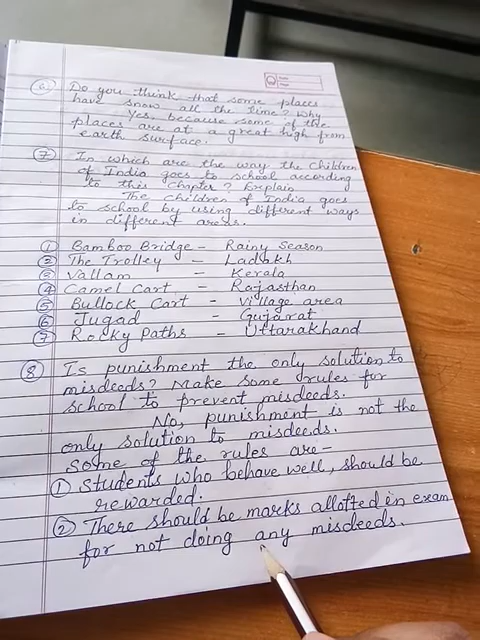 ⑥ Do you think that some places
have snow all the time? Why
Yes, because some of the
places are at a great high from
earth surface.
⑦ In which are the way the children
of India goes to school according
to this Chapter? Explain
The children of India goes
to school by using different ways
in different areas.
① Bamboo Bridge - Rainy Season
② The Trolley - Ladakh
③ Vallam - Kerala
④ Camel Cart - Rajasthan
⑤ Bullock Cart - Village area
⑥ Jugad - Gujarat
⑦ Rocky Paths - Uttarakhand
⑧ Is punishment the only solution to
misdeeds? Make some rules for
school to prevent misdeeds.
No, punishment is not the
only solution to misdeeds.
Some of the rules are-
① Students who behave well, should be
rewarded.
② There should be marks allotted in exam
for not doing any misdeeds.